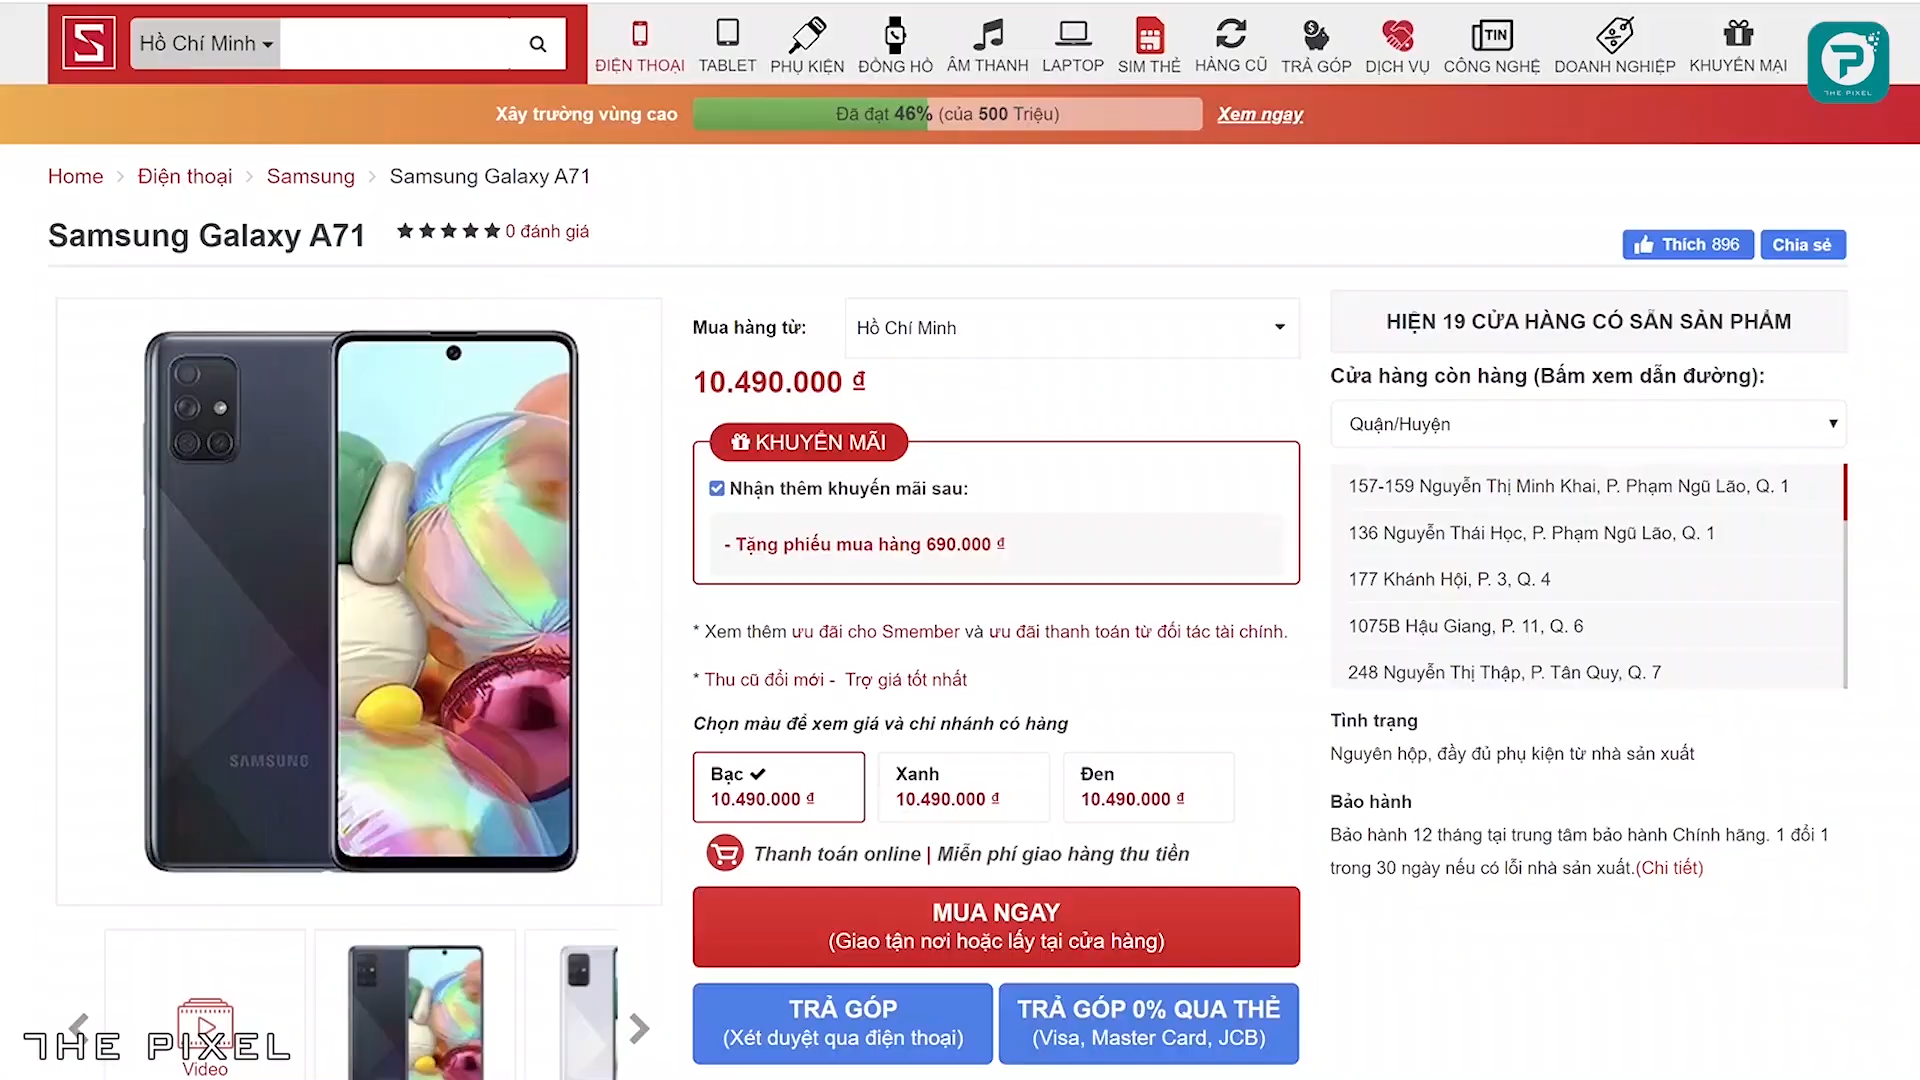 Hồ Chí Minh
ĐIỆN THOẠI
TABLET
PHỤ KIỆN
ĐỒNG HỒ
ÂM THANH
LAPTOP
SIM THẺ
HÀNG CŨ
TRẢ GÓP
DỊCH VỤ
TIN
CÔNG NGHỆ
DOANH NGHIỆP
KHUYẾN MẠI
THE PIXEL
Xây trường vùng cao
Đã đạt 46% (của 500 Triệu)
Xem ngay
Home > Điện thoại > Samsung > Samsung Galaxy A71
Samsung Galaxy A71
0 đánh giá
Thích 896
Chia sẻ
SAMSUNG
Mua hàng từ:
Hồ Chí Minh
10.490.000 ₫
KHUYẾN MÃI
Nhận thêm khuyến mãi sau:
- Tặng phiếu mua hàng 690.000 ₫
* Xem thêm ưu đãi cho Smember và ưu đãi thanh toán từ đối tác tài chính.
* Thu cũ đổi mới - Trợ giá tốt nhất
Chọn màu để xem giá và chi nhánh có hàng
Bạc
10.490.000 ₫
Xanh
10.490.000 ₫
Đen
10.490.000 ₫
Thanh toán online | Miễn phí giao hàng thu tiền
MUA NGAY
(Giao tận nơi hoặc lấy tại cửa hàng)
TRẢ GÓP
(Xét duyệt qua điện thoại)
TRẢ GÓP 0% QUA THẺ
(Visa, Master Card, JCB)
HIỆN 19 CỬA HÀNG CÓ SẴN SẢN PHẨM
Cửa hàng còn hàng (Bấm xem dẫn đường):
Quận/Huyện
157-159 Nguyễn Thị Minh Khai, P. Phạm Ngũ Lão, Q. 1
136 Nguyễn Thái Học, P. Phạm Ngũ Lão, Q. 1
177 Khánh Hội, P. 3, Q. 4
1075B Hậu Giang, P. 11, Q. 6
248 Nguyễn Thị Thập, P. Tân Quy, Q. 7
Tình trạng
Nguyên hộp, đầy đủ phụ kiện từ nhà sản xuất
Bảo hành
Bảo hành 12 tháng tại trung tâm bảo hành Chính hãng. 1 đổi 1
trong 30 ngày nếu có lỗi nhà sản xuất.(Chi tiết)
THE PIXEL
Video